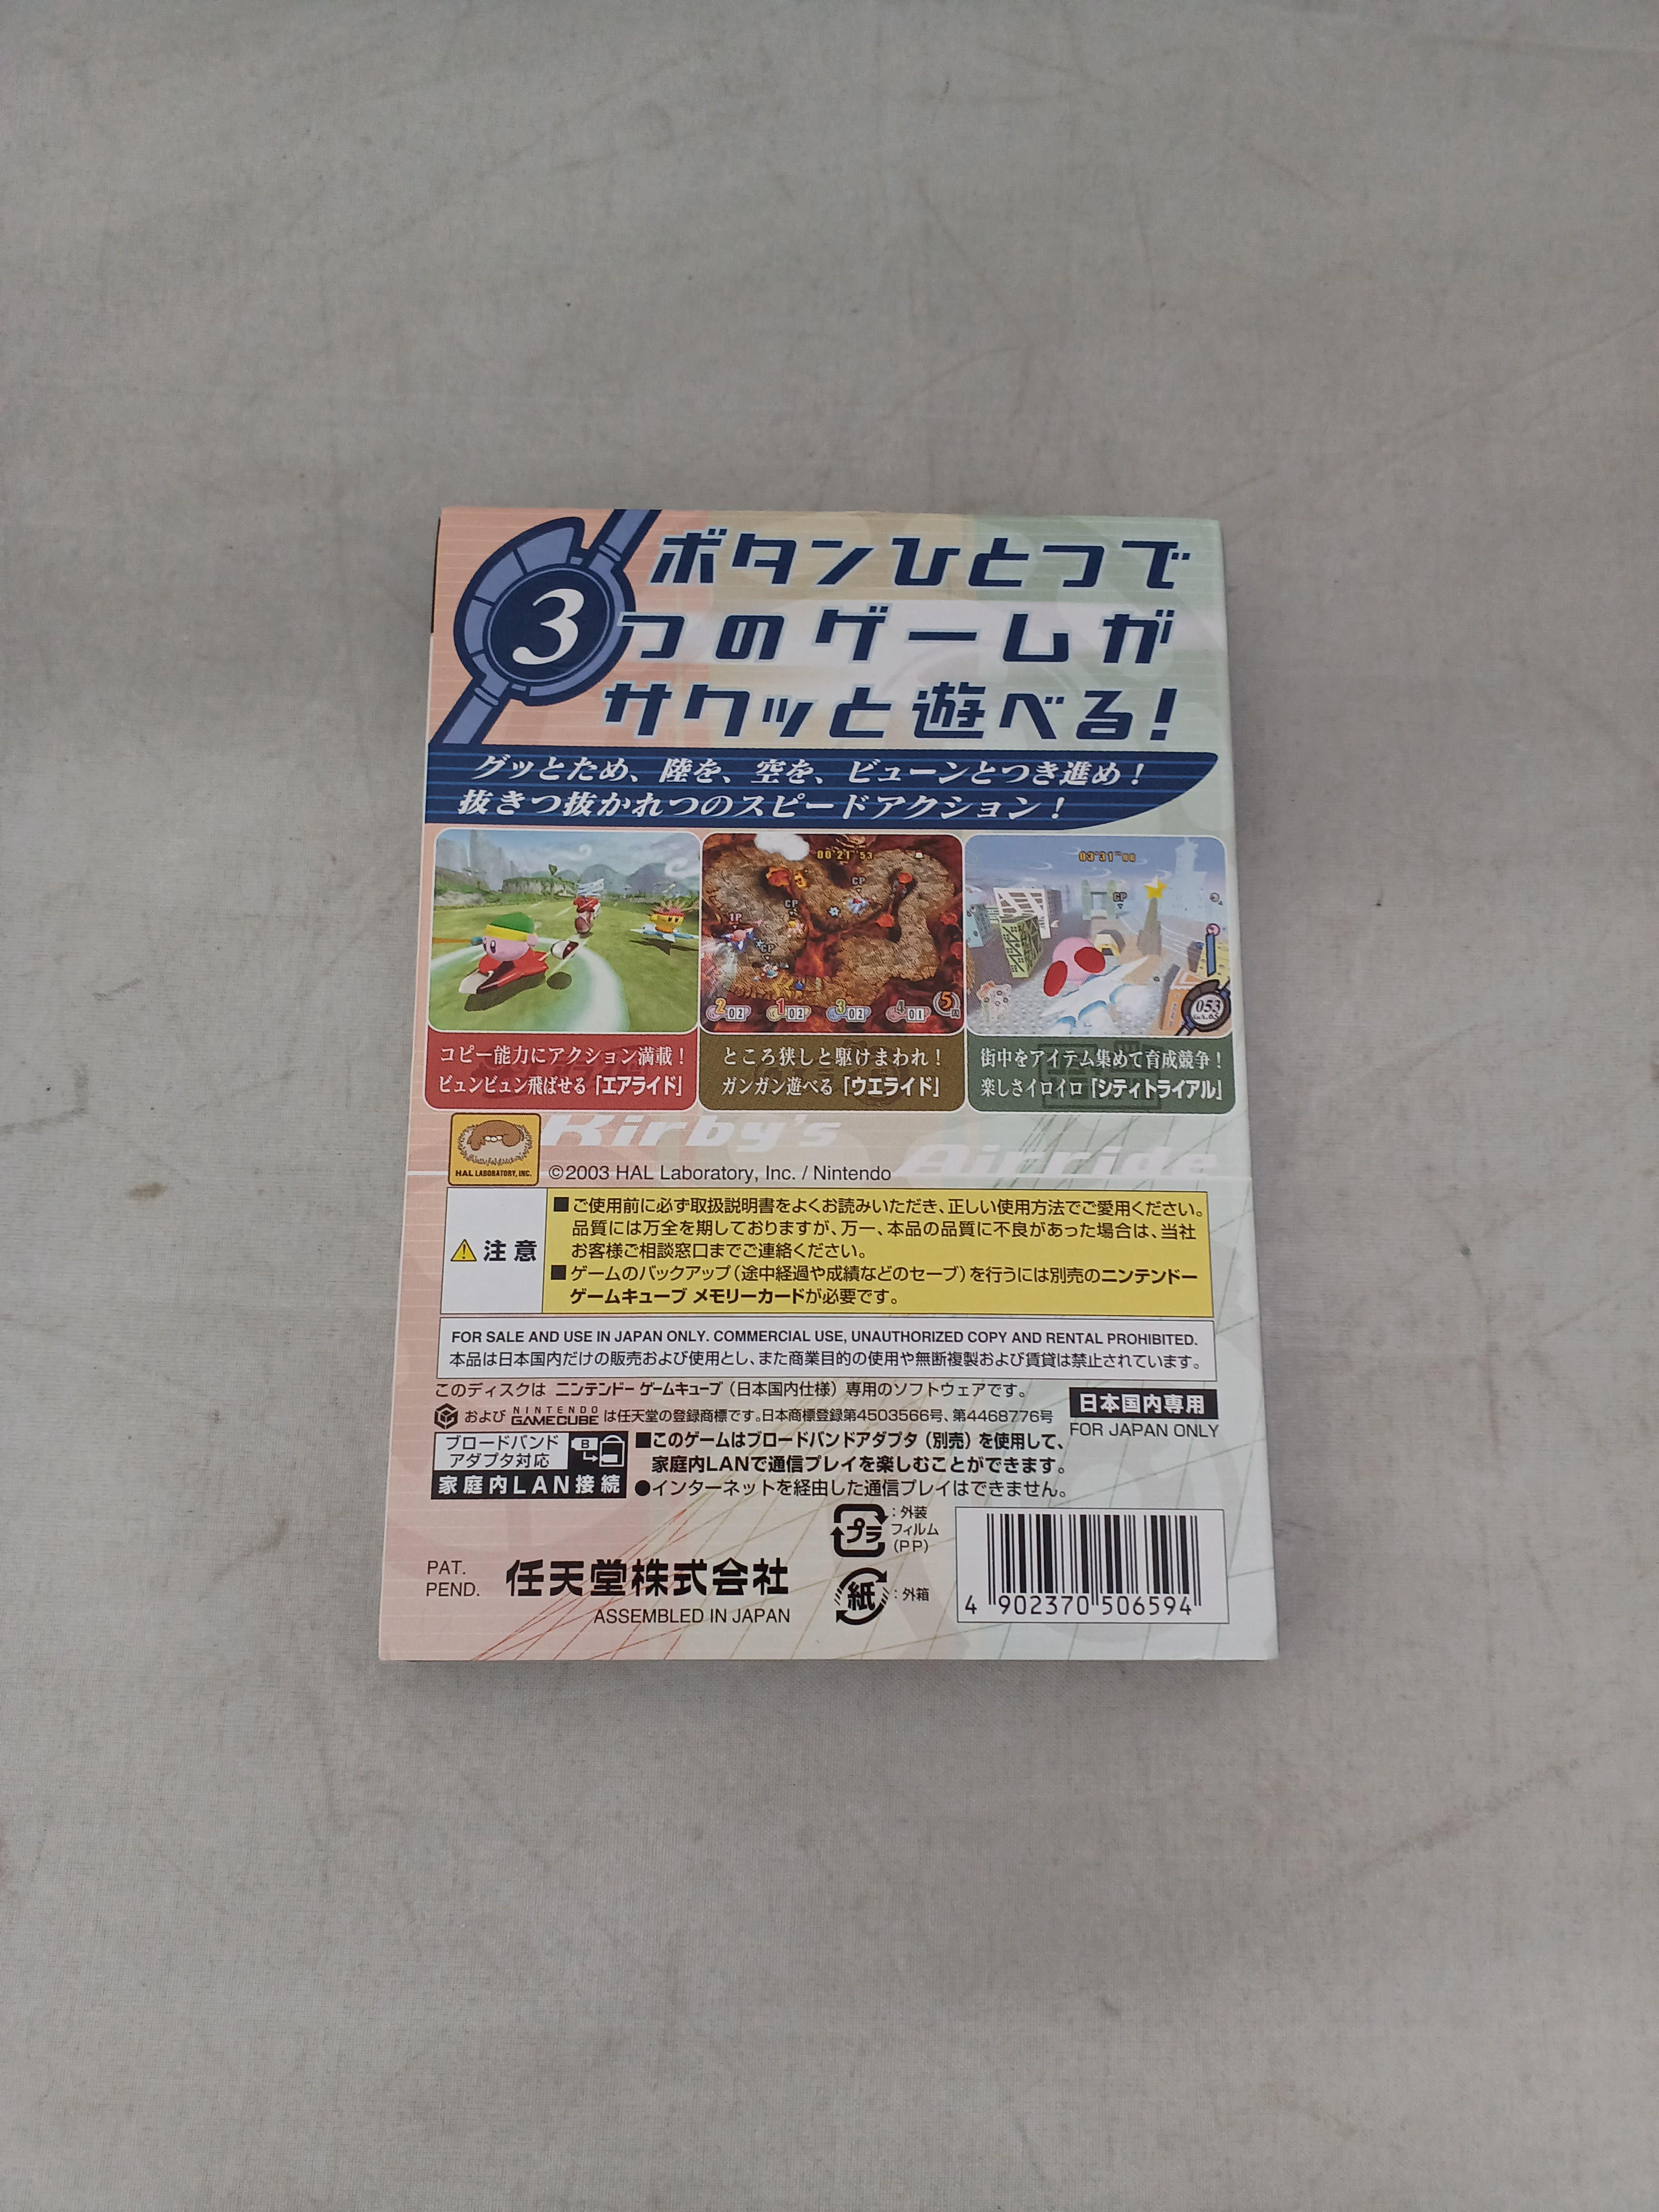 ボタンひとつで
3つのゲームが
サクッと遊べる!
グッとため、陸を、空を、ビューンとつき進め!
抜きつ抜かれつのスピードアクション!
00'21"53
CP
CP
1P
CP
2 02 1 02 3 02 4 01 5周
03'31"00
CP
053
コピー能力にアクション満載!
ビュンビュン飛ばせる「エアライド」
ところ狭しと駆けまわれ!
ガンガン遊べる「ウエライド」
街中をアイテム集めて育成競争!
楽しさイロイロ「シティトライアル」
Kirby's
Airride
HAL LABORATORY, INC.
©2003 HAL Laboratory, Inc. / Nintendo
注意
■ご使用前に必ず取扱説明書をよくお読みいただき、正しい使用方法でご愛用ください。
品質には万全を期しておりますが、万一、本品の品質に不良があった場合は、当社
お客様ご相談窓口までご連絡ください。
■ゲームのバックアップ(途中経過や成績などのセーブ)を行うには別売のニンテンドー
ゲームキューブ メモリーカードが必要です。
FOR SALE AND USE IN JAPAN ONLY. COMMERCIAL USE, UNAUTHORIZED COPY AND RENTAL PROHIBITED.
本品は日本国内だけの販売および使用とし、また商業目的の使用や無断複製および賃貸は禁止されています。
このディスクは ニンテンドー ゲームキューブ(日本国内仕様)専用のソフトウェアです。
および NINTENDO GAMECUBE は任天堂の登録商標です。日本商標登録第4503566号、第4468776号
日本国内専用
FOR JAPAN ONLY
ブロードバンド
アダプタ対応
B
家庭内LAN接続
■このゲームはブロードバンドアダプタ(別売)を使用して、
家庭内LANで通信プレイを楽しむことができます。
●インターネットを経由した通信プレイはできません。
プラ
:外装
フィルム
(PP)
紙
:外箱
PAT.
PEND.
任天堂株式会社
ASSEMBLED IN JAPAN
4 902370 506594